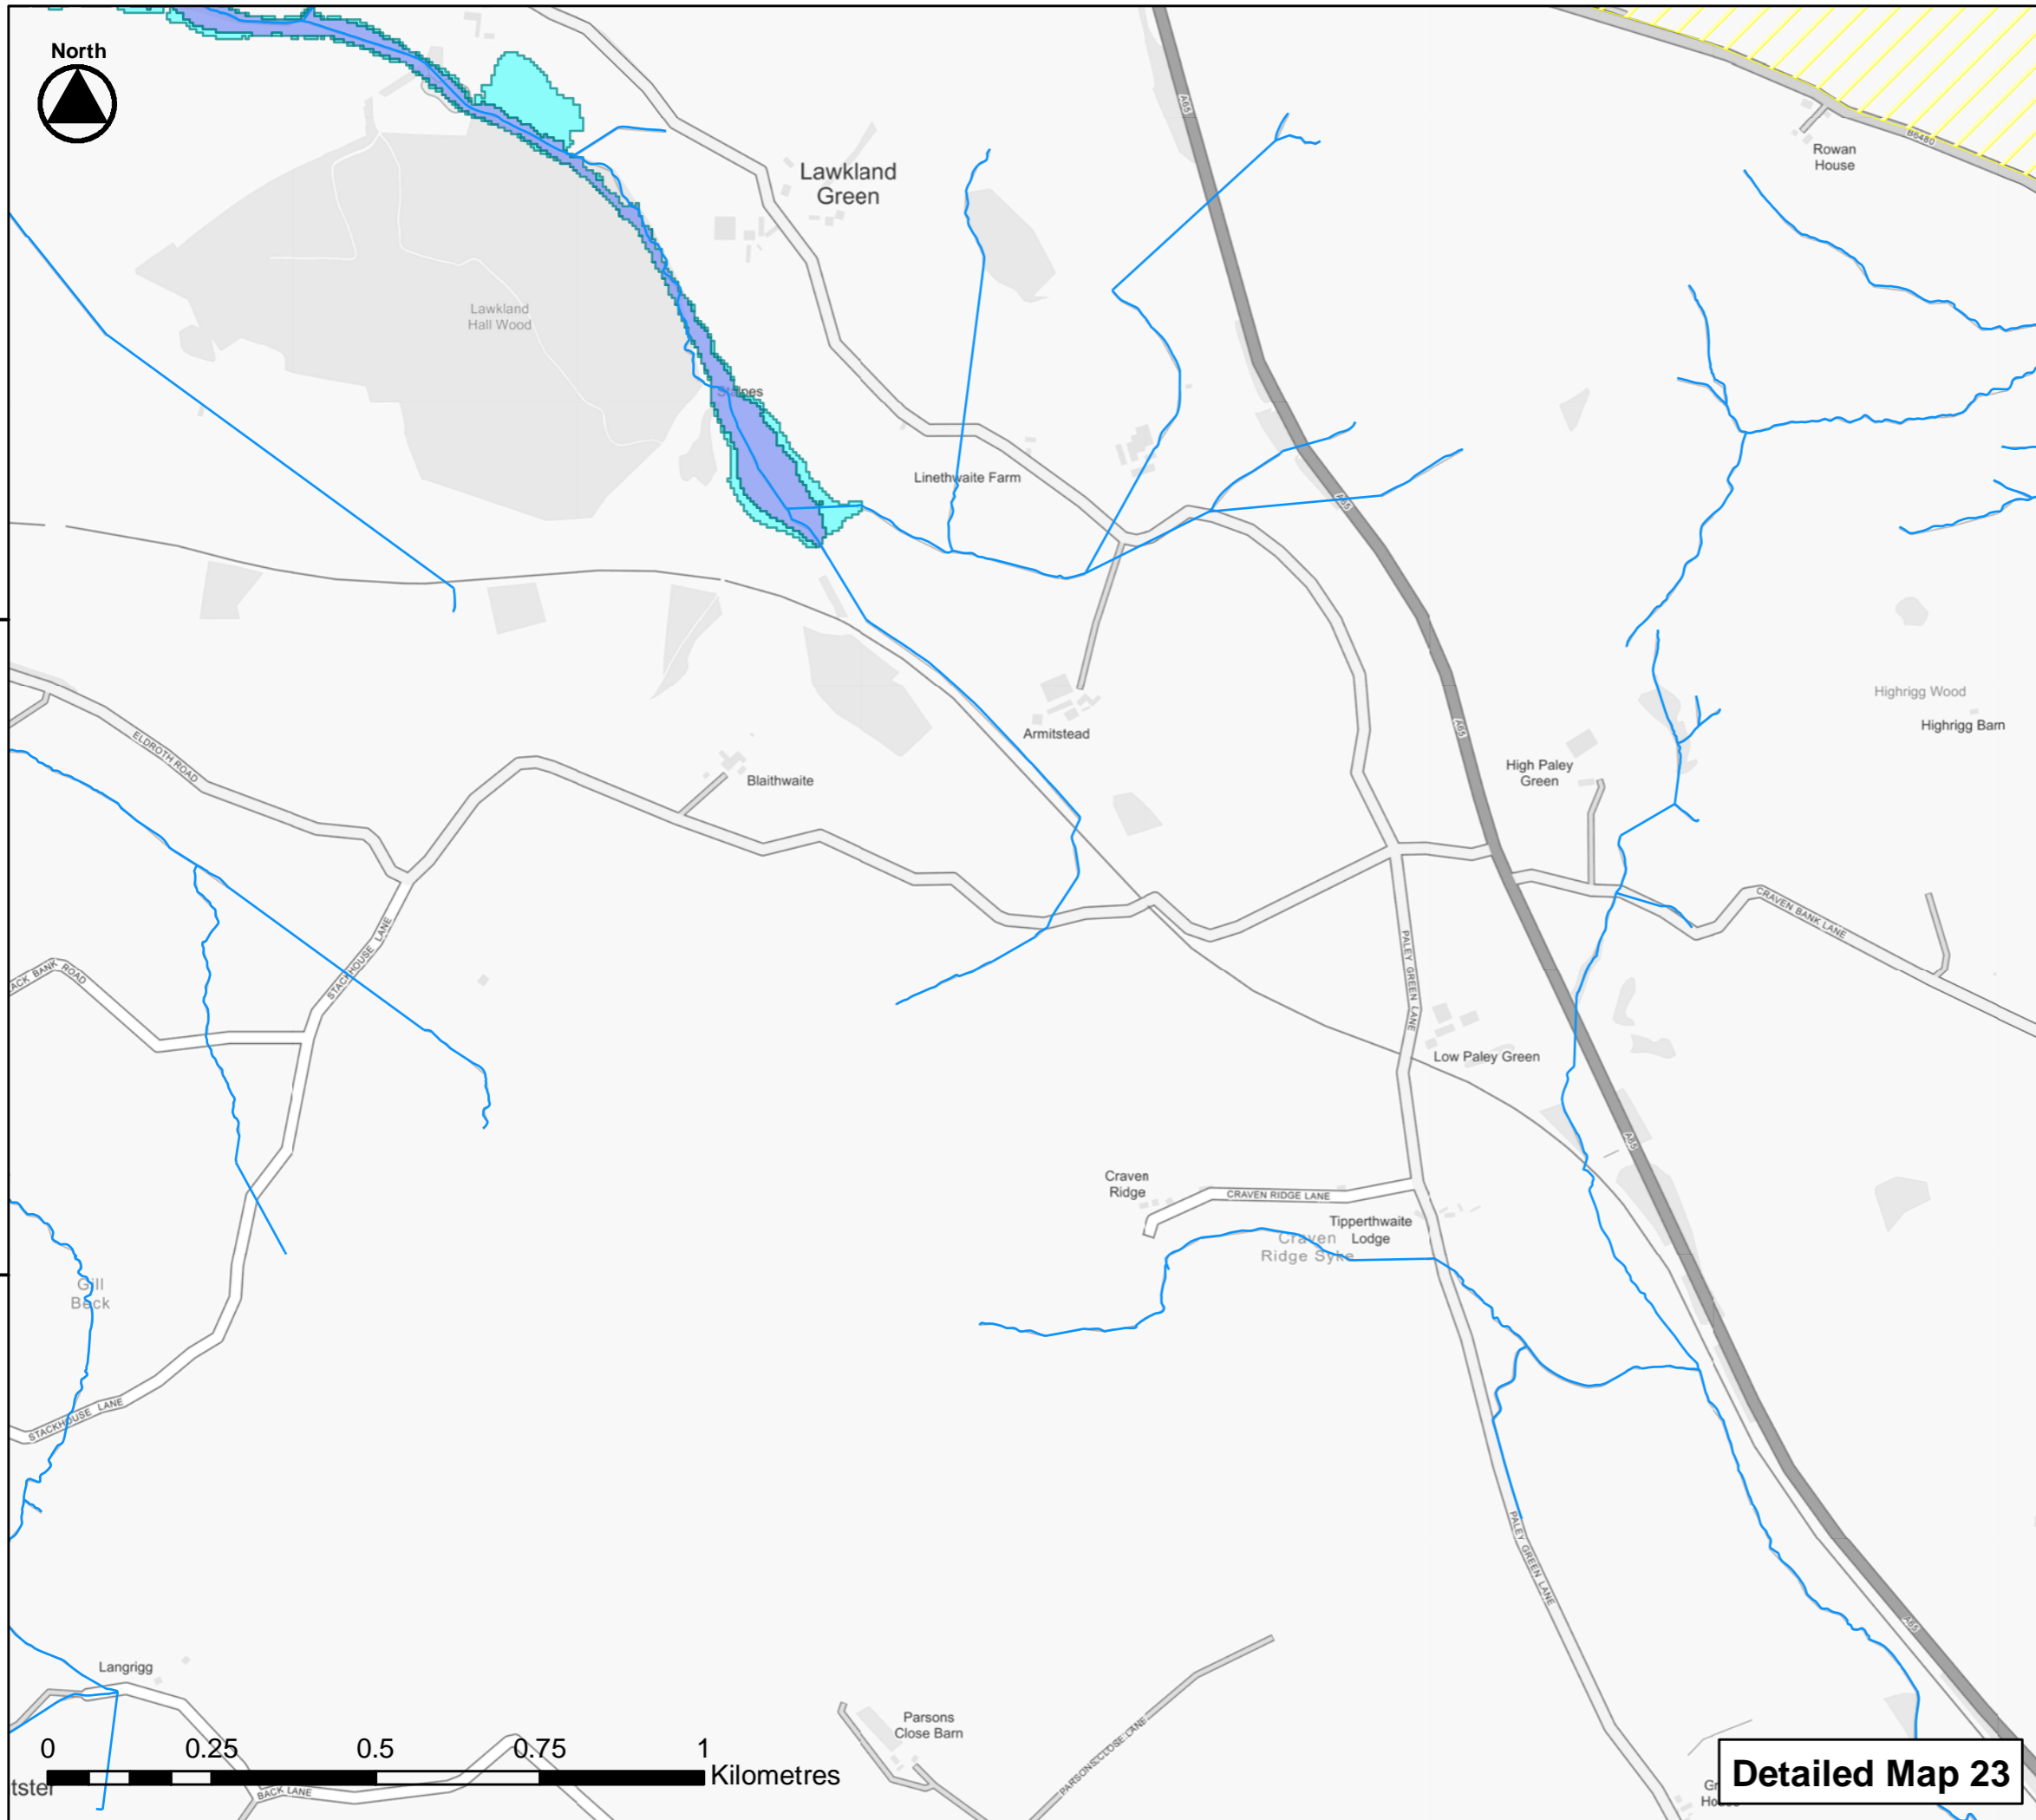 North
A65
B6480
Rowan
House
Lawkland
Green
Lawkland
Hall Wood
Linethwaite Farm
A65
Highrigg Wood
Highrigg Barn
Armitstead
A65
High Paley
Green
ELDROTH ROAD
Blaithwaite
CRAVEN BANK LANE
STACKHOUSE LANE
PALEY GREEN LANE
ACK BANK ROAD
Low Paley Green
A65
Craven
Ridge
CRAVEN RIDGE LANE
Tipperthwaite
Lodge
Craven
Ridge Syke
Gill
Beck
STACKHOUSE LANE
PALEY GREEN LANE
A65
Langrigg
Parsons
Close Barn
PARSONS CLOSE LANE
0 0.25 0.5 0.75 1
Kilometres
tster
BACK LANE
Detailed Map 23